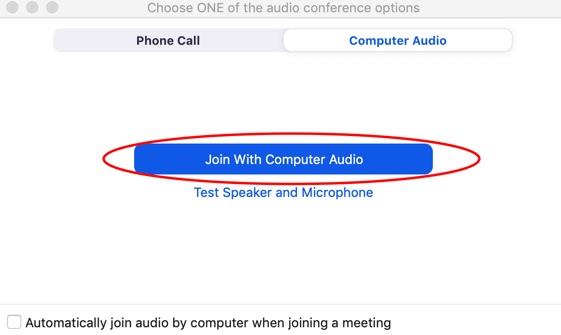 Choose ONE of the audio conference options
Phone Call
Computer Audio
Join With Computer Audio
Test Speaker and Microphone
Automatically join audio by computer when joining a meeting